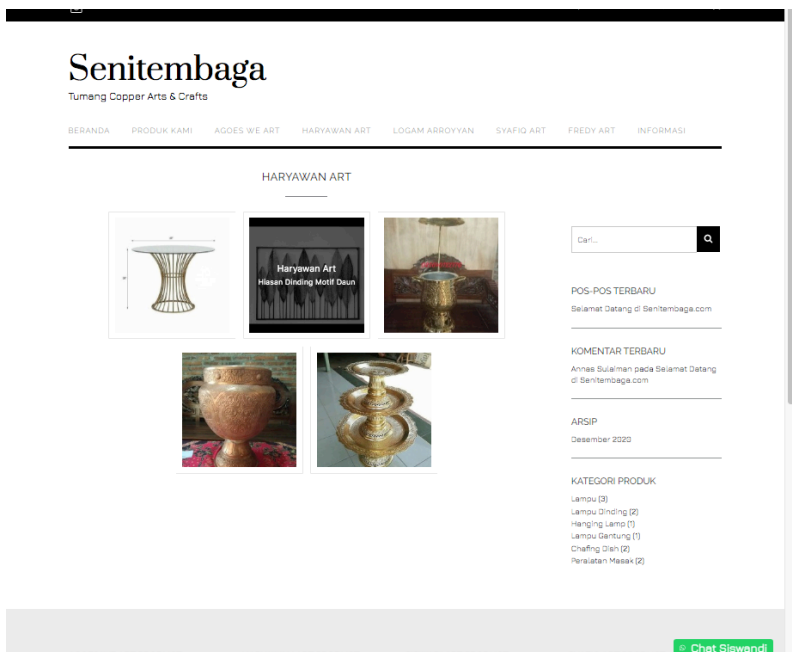 Senitembaga
Tumang Copper Arts & Crafts
BERANDA PRODUK KAMI AGOES WE ART HARYAWAN ART LOGAM ARROYYAN SYAFIQ ART FREDY ART INFORMASI
HARYAWAN ART
Haryawan Art
Hiasan Dinding Motif Daun
Cari...
POS-POS TERBARU
Selamat Datang di Senitembaga.com
KOMENTAR TERBARU
Annas Sulaiman pada Selamat Datang
di Senitembaga.com
ARSIP
Desember 2020
KATEGORI PRODUK
Lampu (3)
Lampu Dinding (2)
Hanging Lamp (1)
Lampu Gantung (1)
Chafing Dish (2)
Peralatan Masak (2)
Chat Siswandi